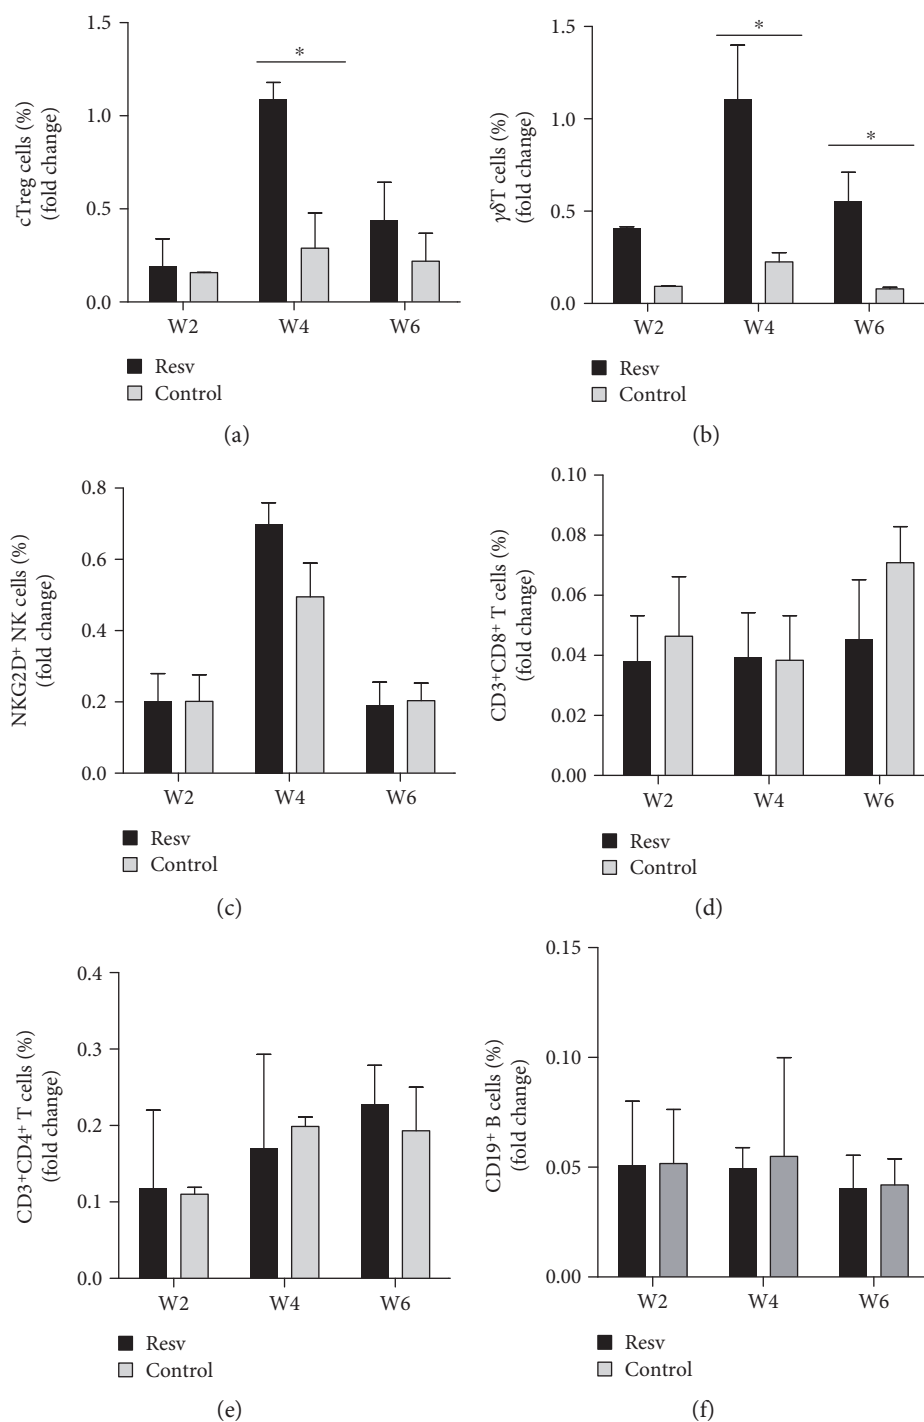 cTreg cells (%)
(fold change)
1.5
1.0
0.5
0.0
*
W2 W4 W6
Resv
Control
(a)
γδT cells (%)
(fold change)
1.5
1.0
0.5
0.0
*
*
W2 W4 W6
Resv
Control
(b)
NKG2D⁺ NK cells (%)
(fold change)
0.8
0.6
0.4
0.2
0.0
W2 W4 W6
Resv
Control
(c)
CD3⁺CD8⁺ T cells (%)
(fold change)
0.10
0.08
0.06
0.04
0.02
0.00
W2 W4 W6
Resv
Control
(d)
CD3⁺CD4⁺ T cells (%)
(fold change)
0.4
0.3
0.2
0.1
0.0
W2 W4 W6
Resv
Control
(e)
CD19⁺ B cells (%)
(fold change)
0.15
0.10
0.05
0.00
W2 W4 W6
Resv
Control
(f)